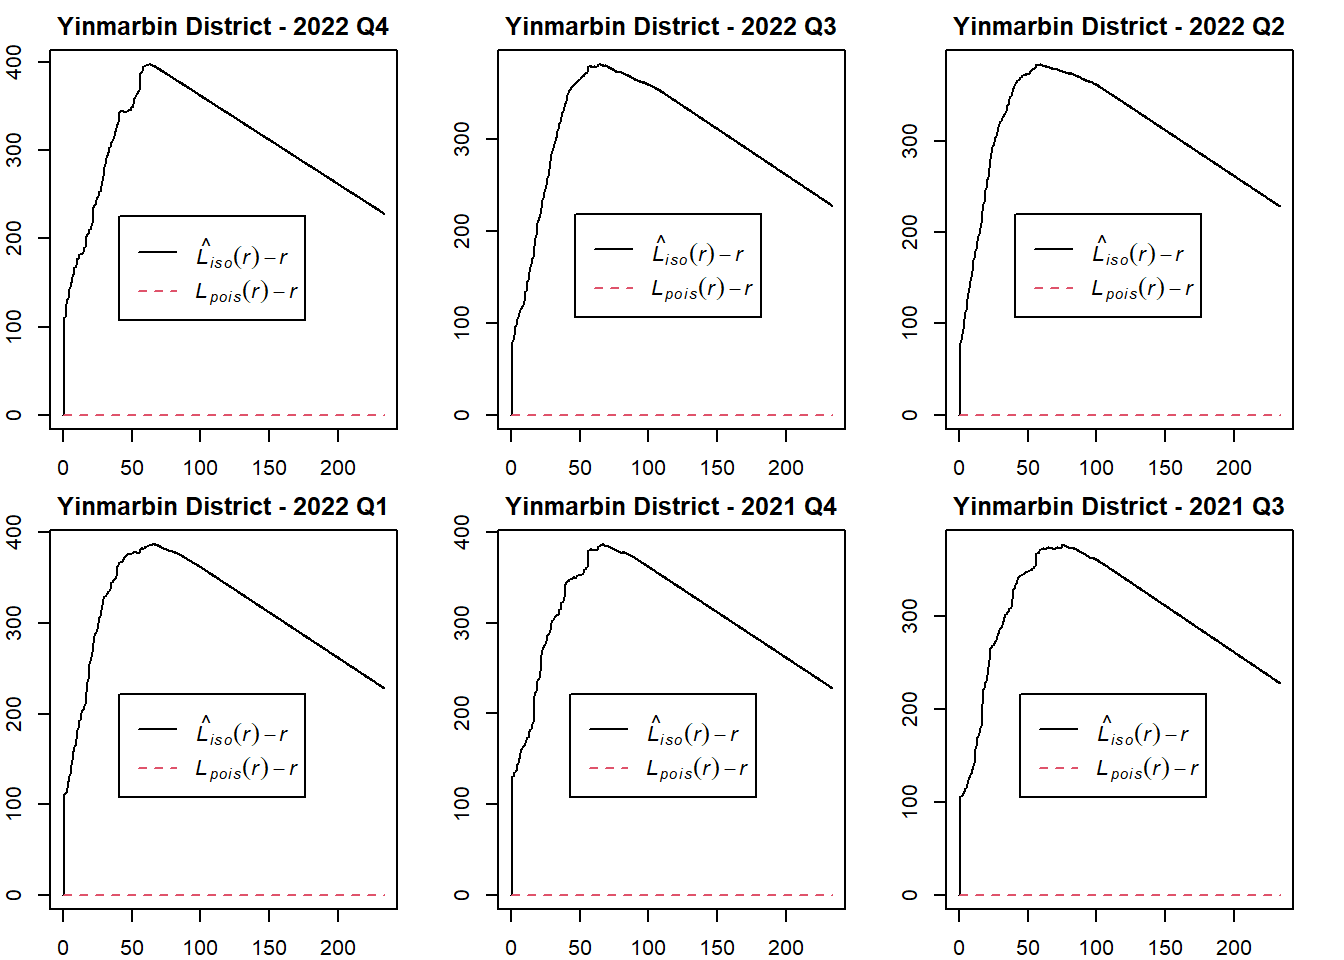 Yinmarbin District - 2022 Q4
400
300
200
100
0
L̂iso(r) − r
Lpois(r) − r
0 50 100 150 200
Yinmarbin District - 2022 Q3
300
200
100
0
L̂iso(r) − r
Lpois(r) − r
0 50 100 150 200
Yinmarbin District - 2022 Q2
300
200
100
0
L̂iso(r) − r
Lpois(r) − r
0 50 100 150 200
Yinmarbin District - 2022 Q1
400
300
200
100
0
L̂iso(r) − r
Lpois(r) − r
0 50 100 150 200
Yinmarbin District - 2021 Q4
400
300
200
100
0
L̂iso(r) − r
Lpois(r) − r
0 50 100 150 200
Yinmarbin District - 2021 Q3
300
200
100
0
L̂iso(r) − r
Lpois(r) − r
0 50 100 150 200